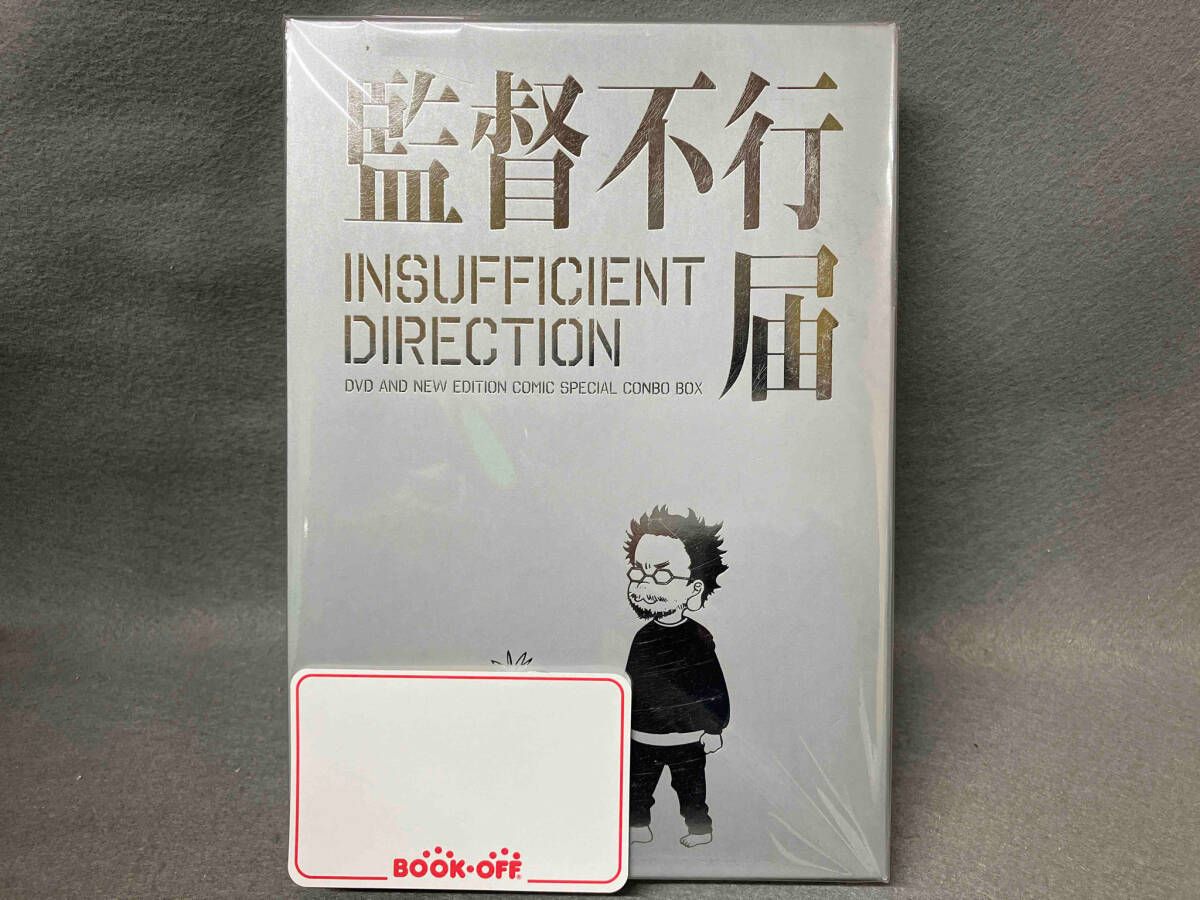 監督不行
届
INSUFFICIENT
DIRECTION
DVD AND NEW EDITION COMIC SPECIAL CONBO BOX
BOOK•OFF